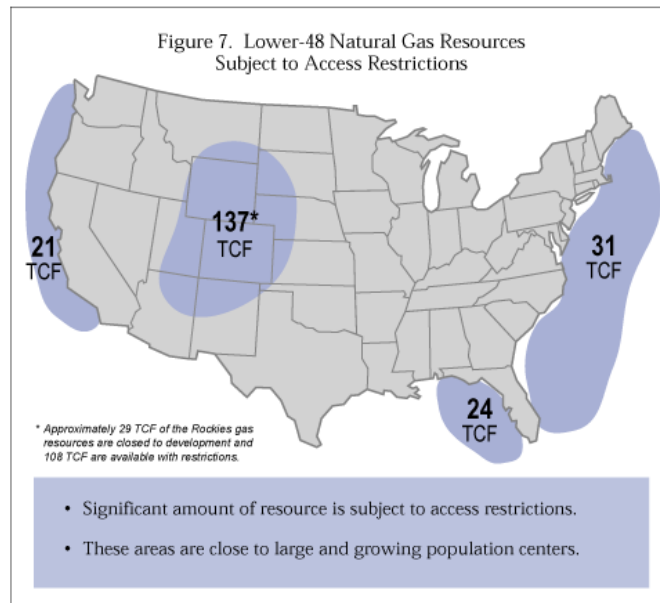 Figure 7. Lower-48 Natural Gas Resources
Subject to Access Restrictions
137*
TCF
21
TCF
31
TCF
24
TCF
* Approximately 29 TCF of the Rockies gas
resources are closed to development and
108 TCF are available with restrictions.
• Significant amount of resource is subject to access restrictions.
• These areas are close to large and growing population centers.